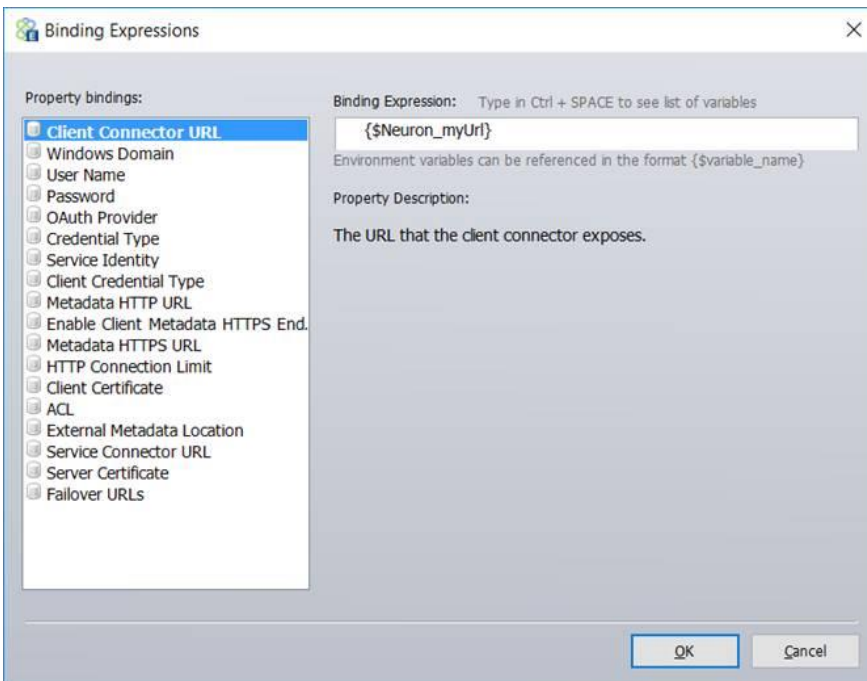 Binding Expressions
Property bindings:
Client Connector URL
Windows Domain
User Name
Password
OAuth Provider
Credential Type
Service Identity
Client Credential Type
Metadata HTTP URL
Enable Client Metadata HTTPS End.
Metadata HTTPS URL
HTTP Connection Limit
Client Certificate
ACL
External Metadata Location
Service Connector URL
Server Certificate
Failover URLs
Binding Expression: Type in Ctrl + SPACE to see list of variables
{$Neuron_myUrl}
Environment variables can be referenced in the format {$variable_name}
Property Description:
The URL that the client connector exposes.
OK Cancel